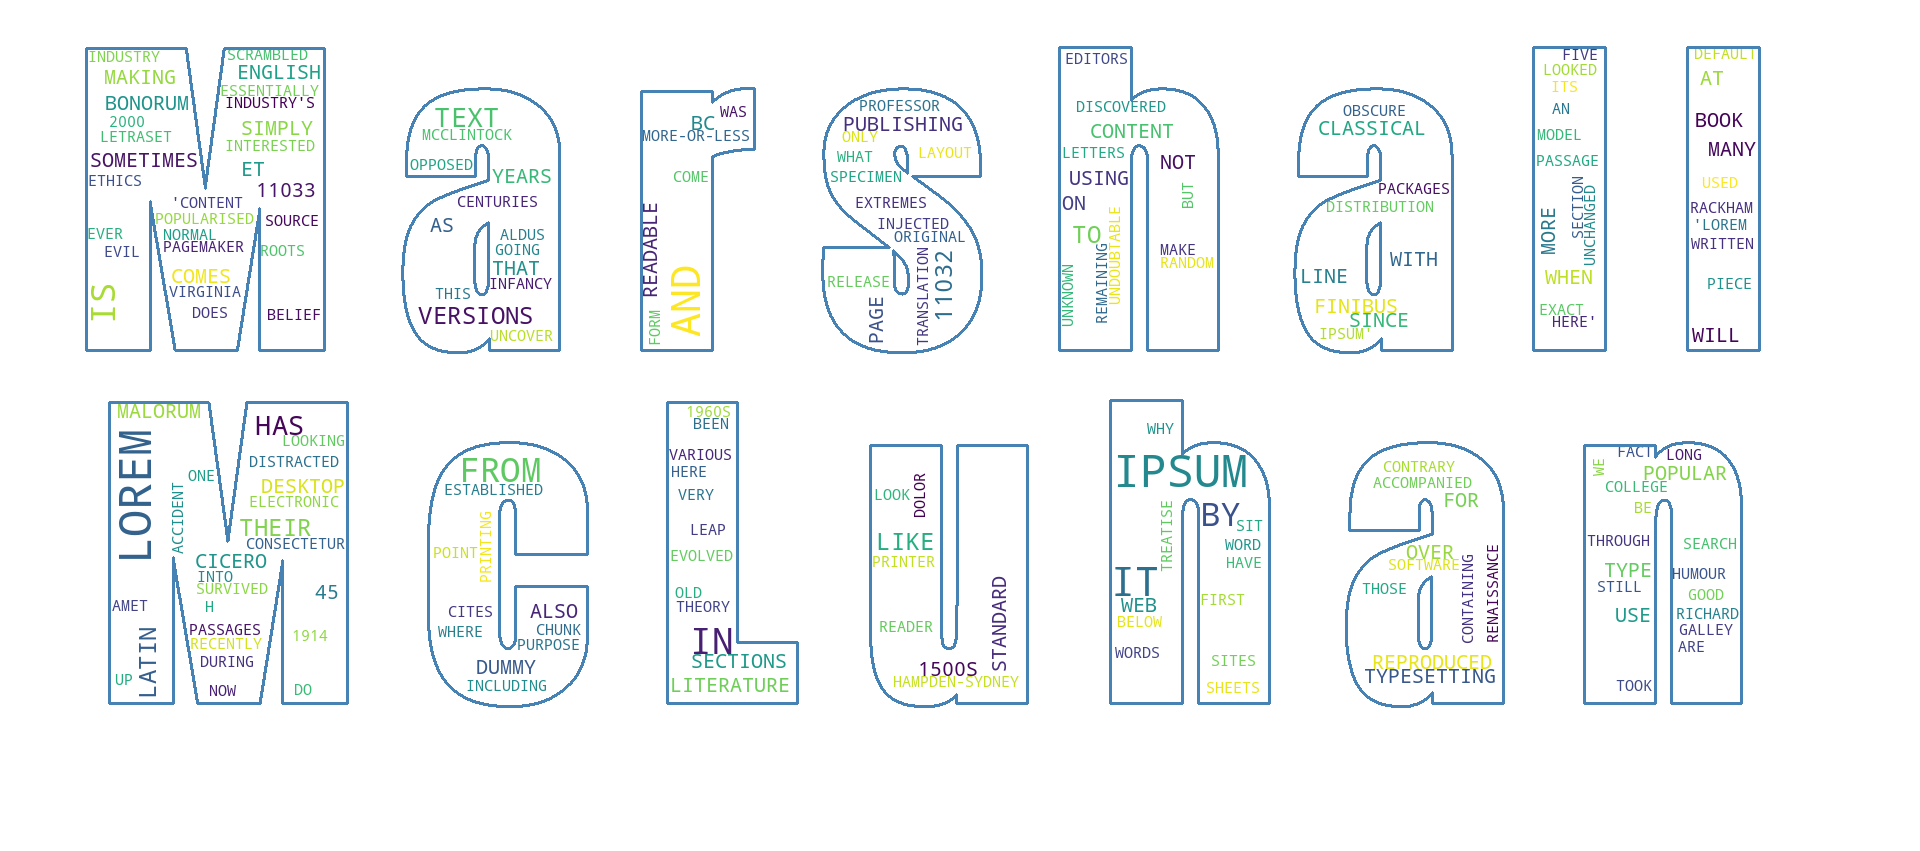 Marshall
McLuhan
INDUSTRY
MAKING
BONORUM
2000
LETRASET
SOMETIMES
ETHICS
EVER
EVIL
IS
SCRAMBLED
ENGLISH
ESSENTIALLY
INDUSTRY'S
SIMPLY
INTERESTED
ET
11033
'CONTENT
POPULARISED
SOURCE
NORMAL
PAGEMAKER
ROOTS
COMES
VIRGINIA
DOES
BELIEF
TEXT
MCCLINTOCK
OPPOSED
YEARS
CENTURIES
AS
ALDUS
GOING
THAT
INFANCY
THIS
VERSIONS
UNCOVER
WAS
BC
MORE-OR-LESS
COME
READABLE
AND
FORM
PROFESSOR
PUBLISHING
ONLY
WHAT
LAYOUT
SPECIMEN
EXTREMES
INJECTED
ORIGINAL
RELEASE
TRANSLATION
11032
PAGE
EDITORS
DISCOVERED
CONTENT
LETTERS
NOT
USING
BUT
ON
TO
UNDOUBTABLE
REMAINING
UNKNOWN
MAKE
RANDOM
OBSCURE
CLASSICAL
PACKAGES
DISTRIBUTION
WITH
LINE
FINIBUS
SINCE
IPSUM'
FIVE
LOOKED
ITS
AN
MODEL
PASSAGE
SECTION
UNCHANGED
MORE
WHEN
EXACT
HERE'
DEFAULT
AT
BOOK
MANY
USED
RACKHAM
'LOREM
WRITTEN
PIECE
WILL
MALORUM
LOREM
HAS
LOOKING
DISTRACTED
ONE
DESKTOP
ELECTRONIC
ACCIDENT
THEIR
CONSECTETUR
CICERO
INTO
SURVIVED
45
H
AMET
PASSAGES
RECENTLY
1914
LATIN
DURING
UP
NOW
DO
FROM
ESTABLISHED
PRINTING
POINT
CITES
ALSO
WHERE
CHUNK
PURPOSE
DUMMY
INCLUDING
1960S
BEEN
VARIOUS
HERE
VERY
LEAP
EVOLVED
OLD
THEORY
IN
SECTIONS
LITERATURE
LOOK
DOLOR
LIKE
PRINTER
READER
STANDARD
1500S
HAMPDEN-SYDNEY
WHY
IPSUM
BY
SIT
TREATISE
WORD
HAVE
IT
WEB
FIRST
BELOW
WORDS
SITES
SHEETS
CONTRARY
ACCOMPANIED
FOR
OVER
SOFTWARE
THOSE
CONTAINING
RENAISSANCE
REPRODUCED
TYPESETTING
FACT
LONG
WE
POPULAR
COLLEGE
BE
THROUGH
SEARCH
TYPE
HUMOUR
STILL
GOOD
USE
RICHARD
GALLEY
ARE
TOOK